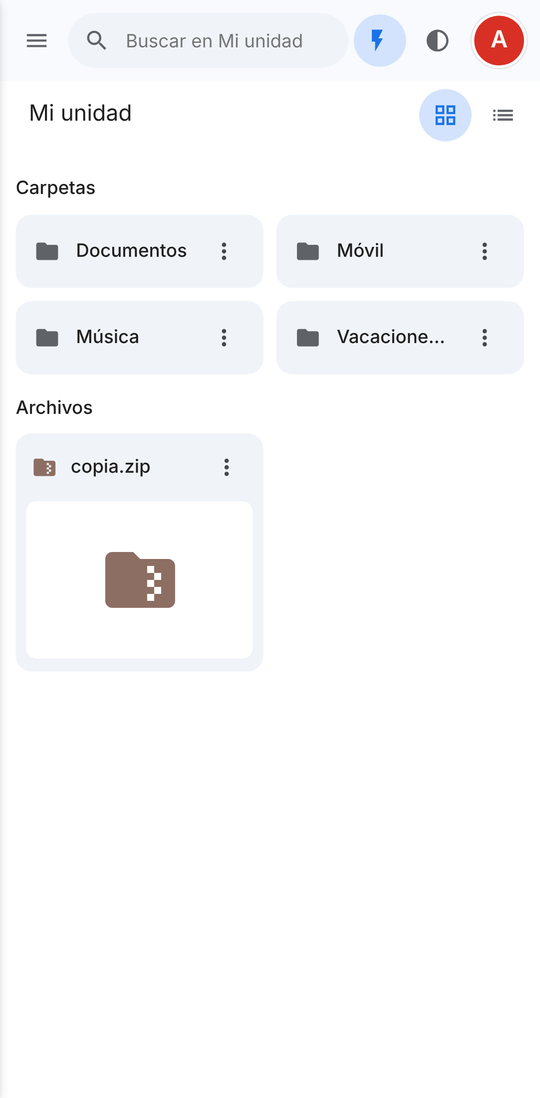 Buscar en Mi unidad
A
Mi unidad
Carpetas
Documentos
Móvil
Música
Vacacione...
Archivos
copia.zip